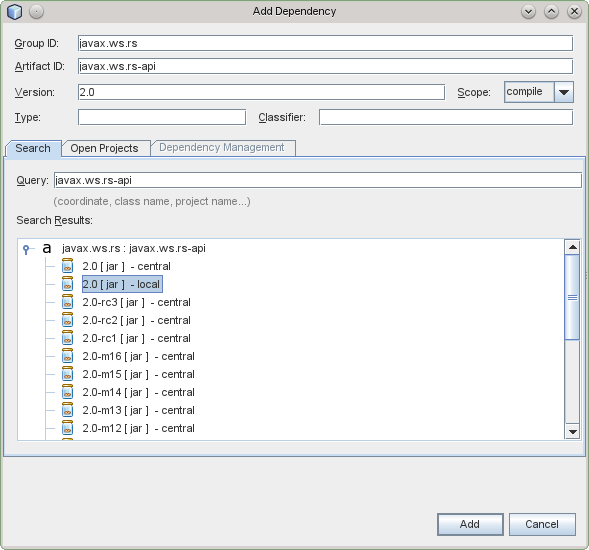 Add Dependency
Group ID: javax.ws.rs
Artifact ID: javax.ws.rs-api
Version: 2.0 Scope: compile
Type: Classifier:
Search Open Projects Dependency Management
Query: javax.ws.rs-api
(coordinate, class name, project name...)
Search Results:
a javax.ws.rs : javax.ws.rs-api
2.0 [ jar ] - central
2.0 [ jar ] - local
2.0-rc3 [ jar ] - central
2.0-rc2 [ jar ] - central
2.0-rc1 [ jar ] - central
2.0-m16 [ jar ] - central
2.0-m15 [ jar ] - central
2.0-m14 [ jar ] - central
2.0-m13 [ jar ] - central
2.0-m12 [ jar ] - central
Add Cancel